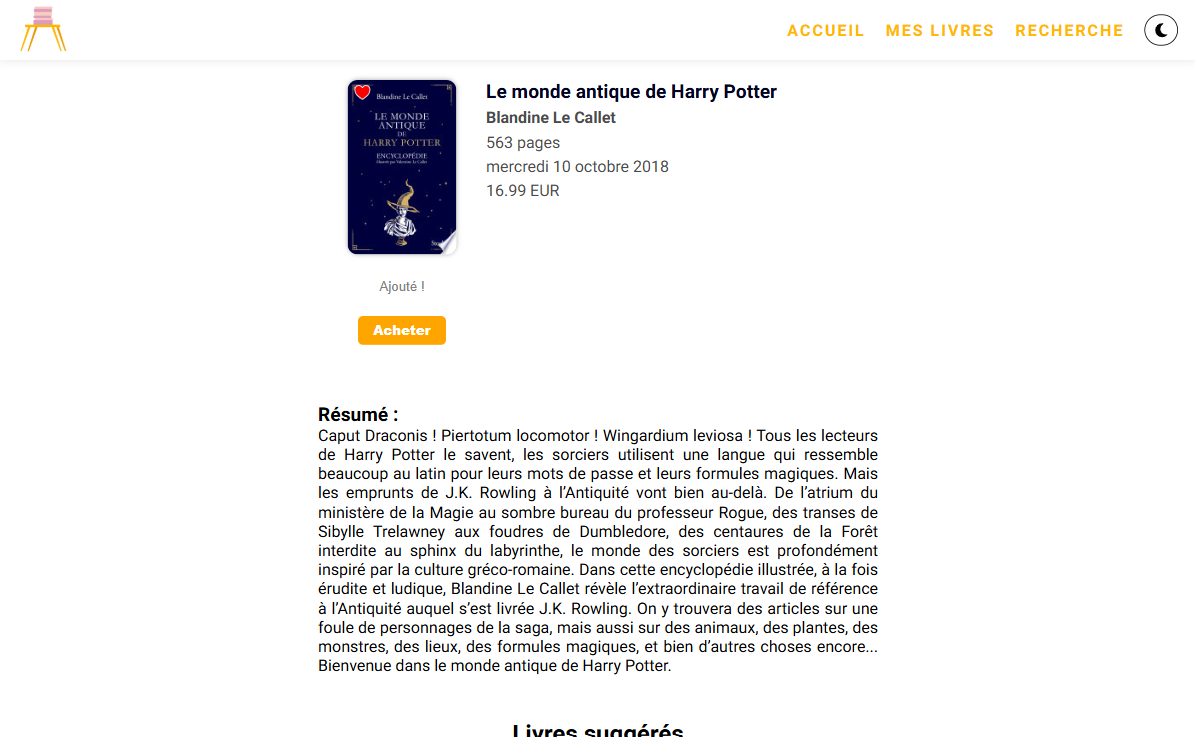 ACCUEIL MES LIVRES RECHERCHE
Blandine Le Callet
LE MONDE
ANTIQUE
DE
HARRY POTTER
ENCYCLOPÉDIE
Le monde antique de Harry Potter
Blandine Le Callet
563 pages
mercredi 10 octobre 2018
16.99 EUR
Ajouté !
Acheter
Résumé :
Caput Draconis ! Piertotum locomotor ! Wingardium leviosa ! Tous les lecteurs
de Harry Potter le savent, les sorciers utilisent une langue qui ressemble
beaucoup au latin pour leurs mots de passe et leurs formules magiques. Mais
les emprunts de J.K. Rowling à l’Antiquité vont bien au-delà. De l’atrium du
ministère de la Magie au sombre bureau du professeur Rogue, des transes de
Sibylle Trelawney aux foudres de Dumbledore, des centaures de la Forêt
interdite au sphinx du labyrinthe, le monde des sorciers est profondément
inspiré par la culture gréco-romaine. Dans cette encyclopédie illustrée, à la fois
érudite et ludique, Blandine Le Callet révèle l’extraordinaire travail de référence
à l’Antiquité auquel s’est livrée J.K. Rowling. On y trouvera des articles sur une
foule de personnages de la saga, mais aussi sur des animaux, des plantes, des
monstres, des lieux, des formules magiques, et bien d’autres choses encore...
Bienvenue dans le monde antique de Harry Potter.
Livres suggérés